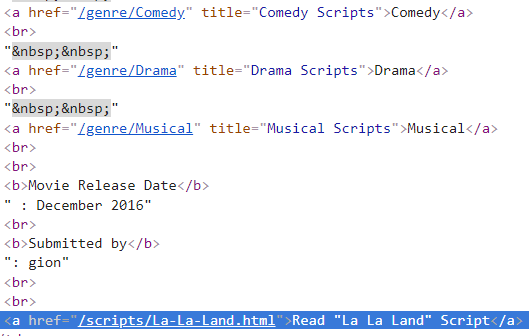 <a href="/genre/Comedy" title="Comedy Scripts">Comedy</a>
<br>
"&nbsp;&nbsp;"
<a href="/genre/Drama" title="Drama Scripts">Drama</a>
<br>
"&nbsp;&nbsp;"
<a href="/genre/Musical" title="Musical Scripts">Musical</a>
<br>
<br>
<b>Movie Release Date</b>
" : December 2016"
<br>
<b>Submitted by</b>
": gion"
<br>
<br>
<a href="/scripts/La-La-Land.html">Read "La La Land" Script</a>